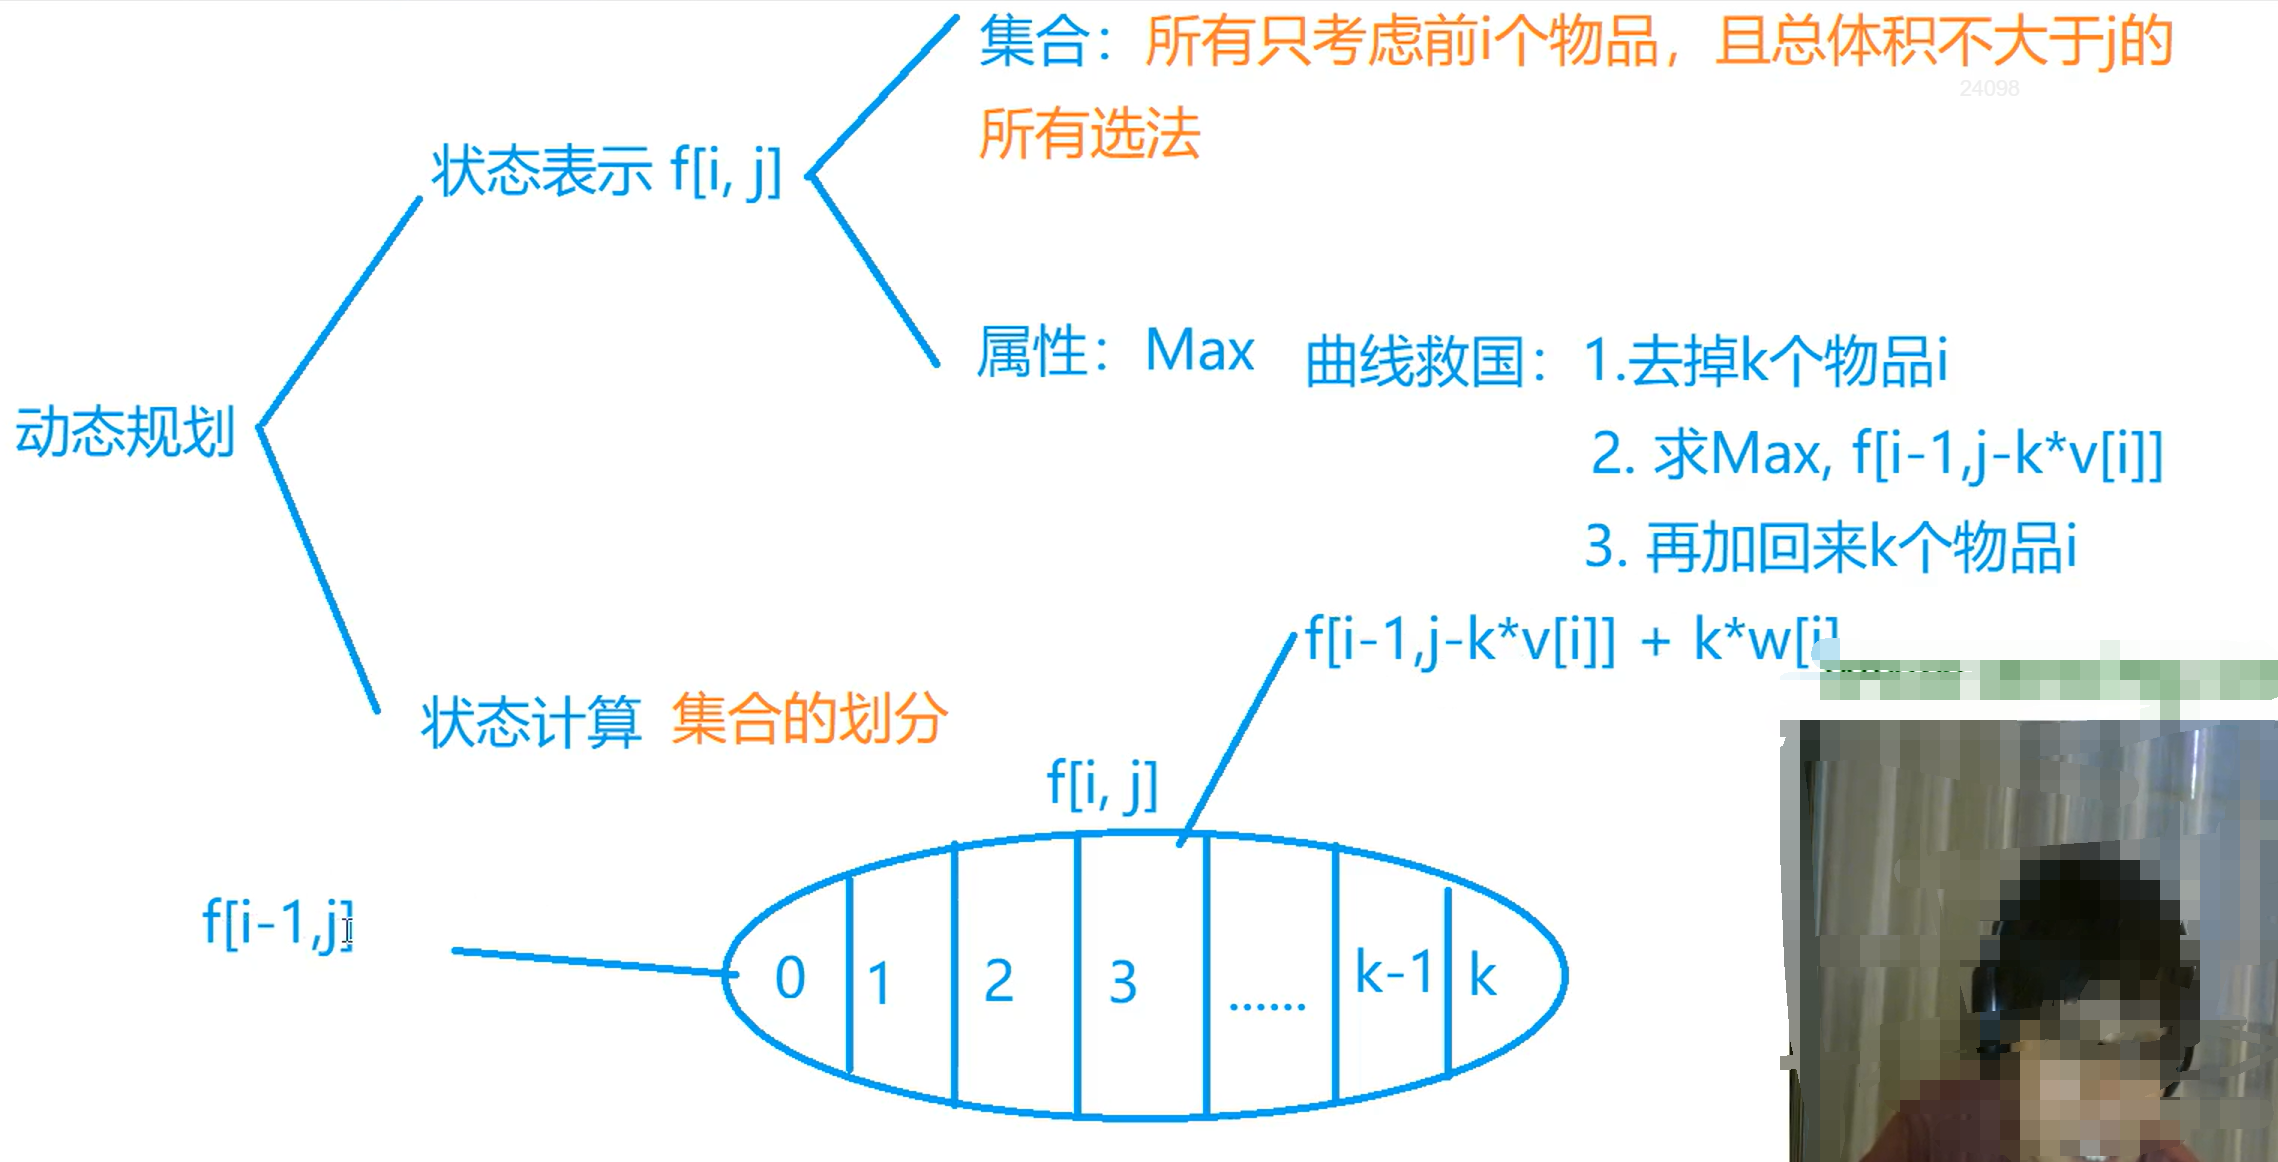 集合：所有只考虑前i个物品，且总体积不大于j的
24098
所有选法
状态表示 f[i, j]
属性：Max
曲线救国：1.去掉k个物品i
2. 求Max, f[i-1,j-k*v[i]]
3. 再加回来k个物品i
动态规划
f[i-1,j-k*v[i]] + k*w[i]
状态计算 集合的划分
f[i, j]
f[i-1,j]
0 1 2 3 …… k-1 k